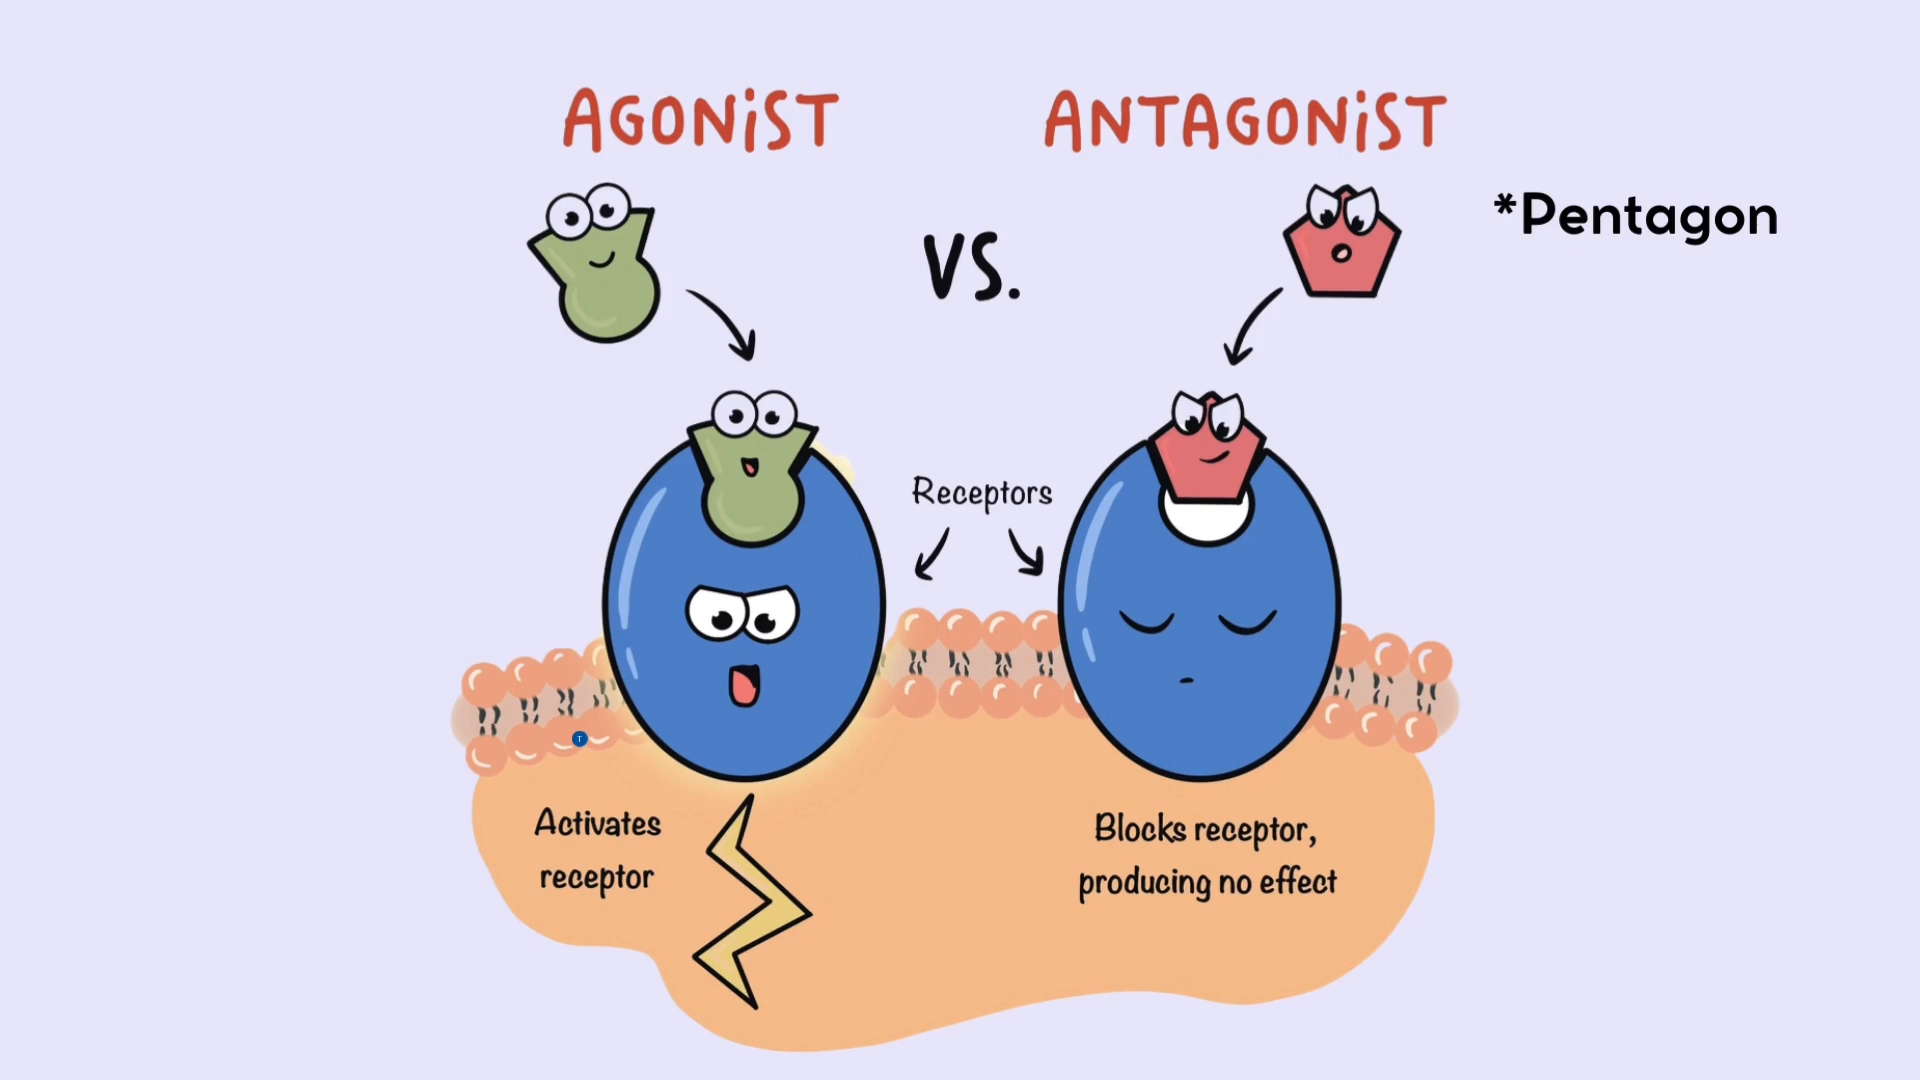 AGONiST
ANTAGONiST
*Pentagon
VS.
Receptors
T
Activates
receptor
Blocks receptor,
producing no effect